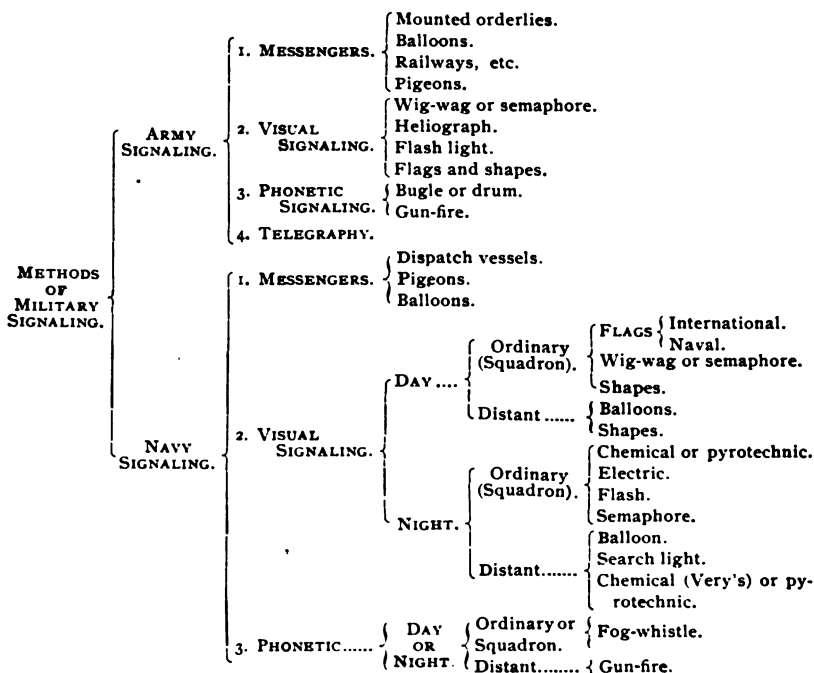 METHODS
OF
MILITARY
SIGNALING.
ARMY
SIGNALING.
1. MESSENGERS.
Mounted orderlies.
Balloons.
Railways, etc.
Pigeons.
2. VISUAL
SIGNALING.
Wig-wag or semaphore.
Heliograph.
Flash light.
Flags and shapes.
3. PHONETIC
SIGNALING.
Bugle or drum.
Gun-fire.
4. TELEGRAPHY.
NAVY
SIGNALING.
1. MESSENGERS.
Dispatch vessels.
Pigeons.
Balloons.
2. VISUAL
SIGNALING.
DAY ....
Ordinary
(Squadron).
FLAGS
International.
Naval.
Wig-wag or semaphore.
Shapes.
Distant ......
Balloons.
Shapes.
NIGHT.
Ordinary
(Squadron).
Chemical or pyrotechnic.
Electric.
Flash.
Semaphore.
Distant.......
Balloon.
Search light.
Chemical (Very's) or py-
rotechnic.
3. PHONETIC......
DAY
OR
NIGHT.
Ordinary or
Squadron.
Fog-whistle.
Distant........
Gun-fire.